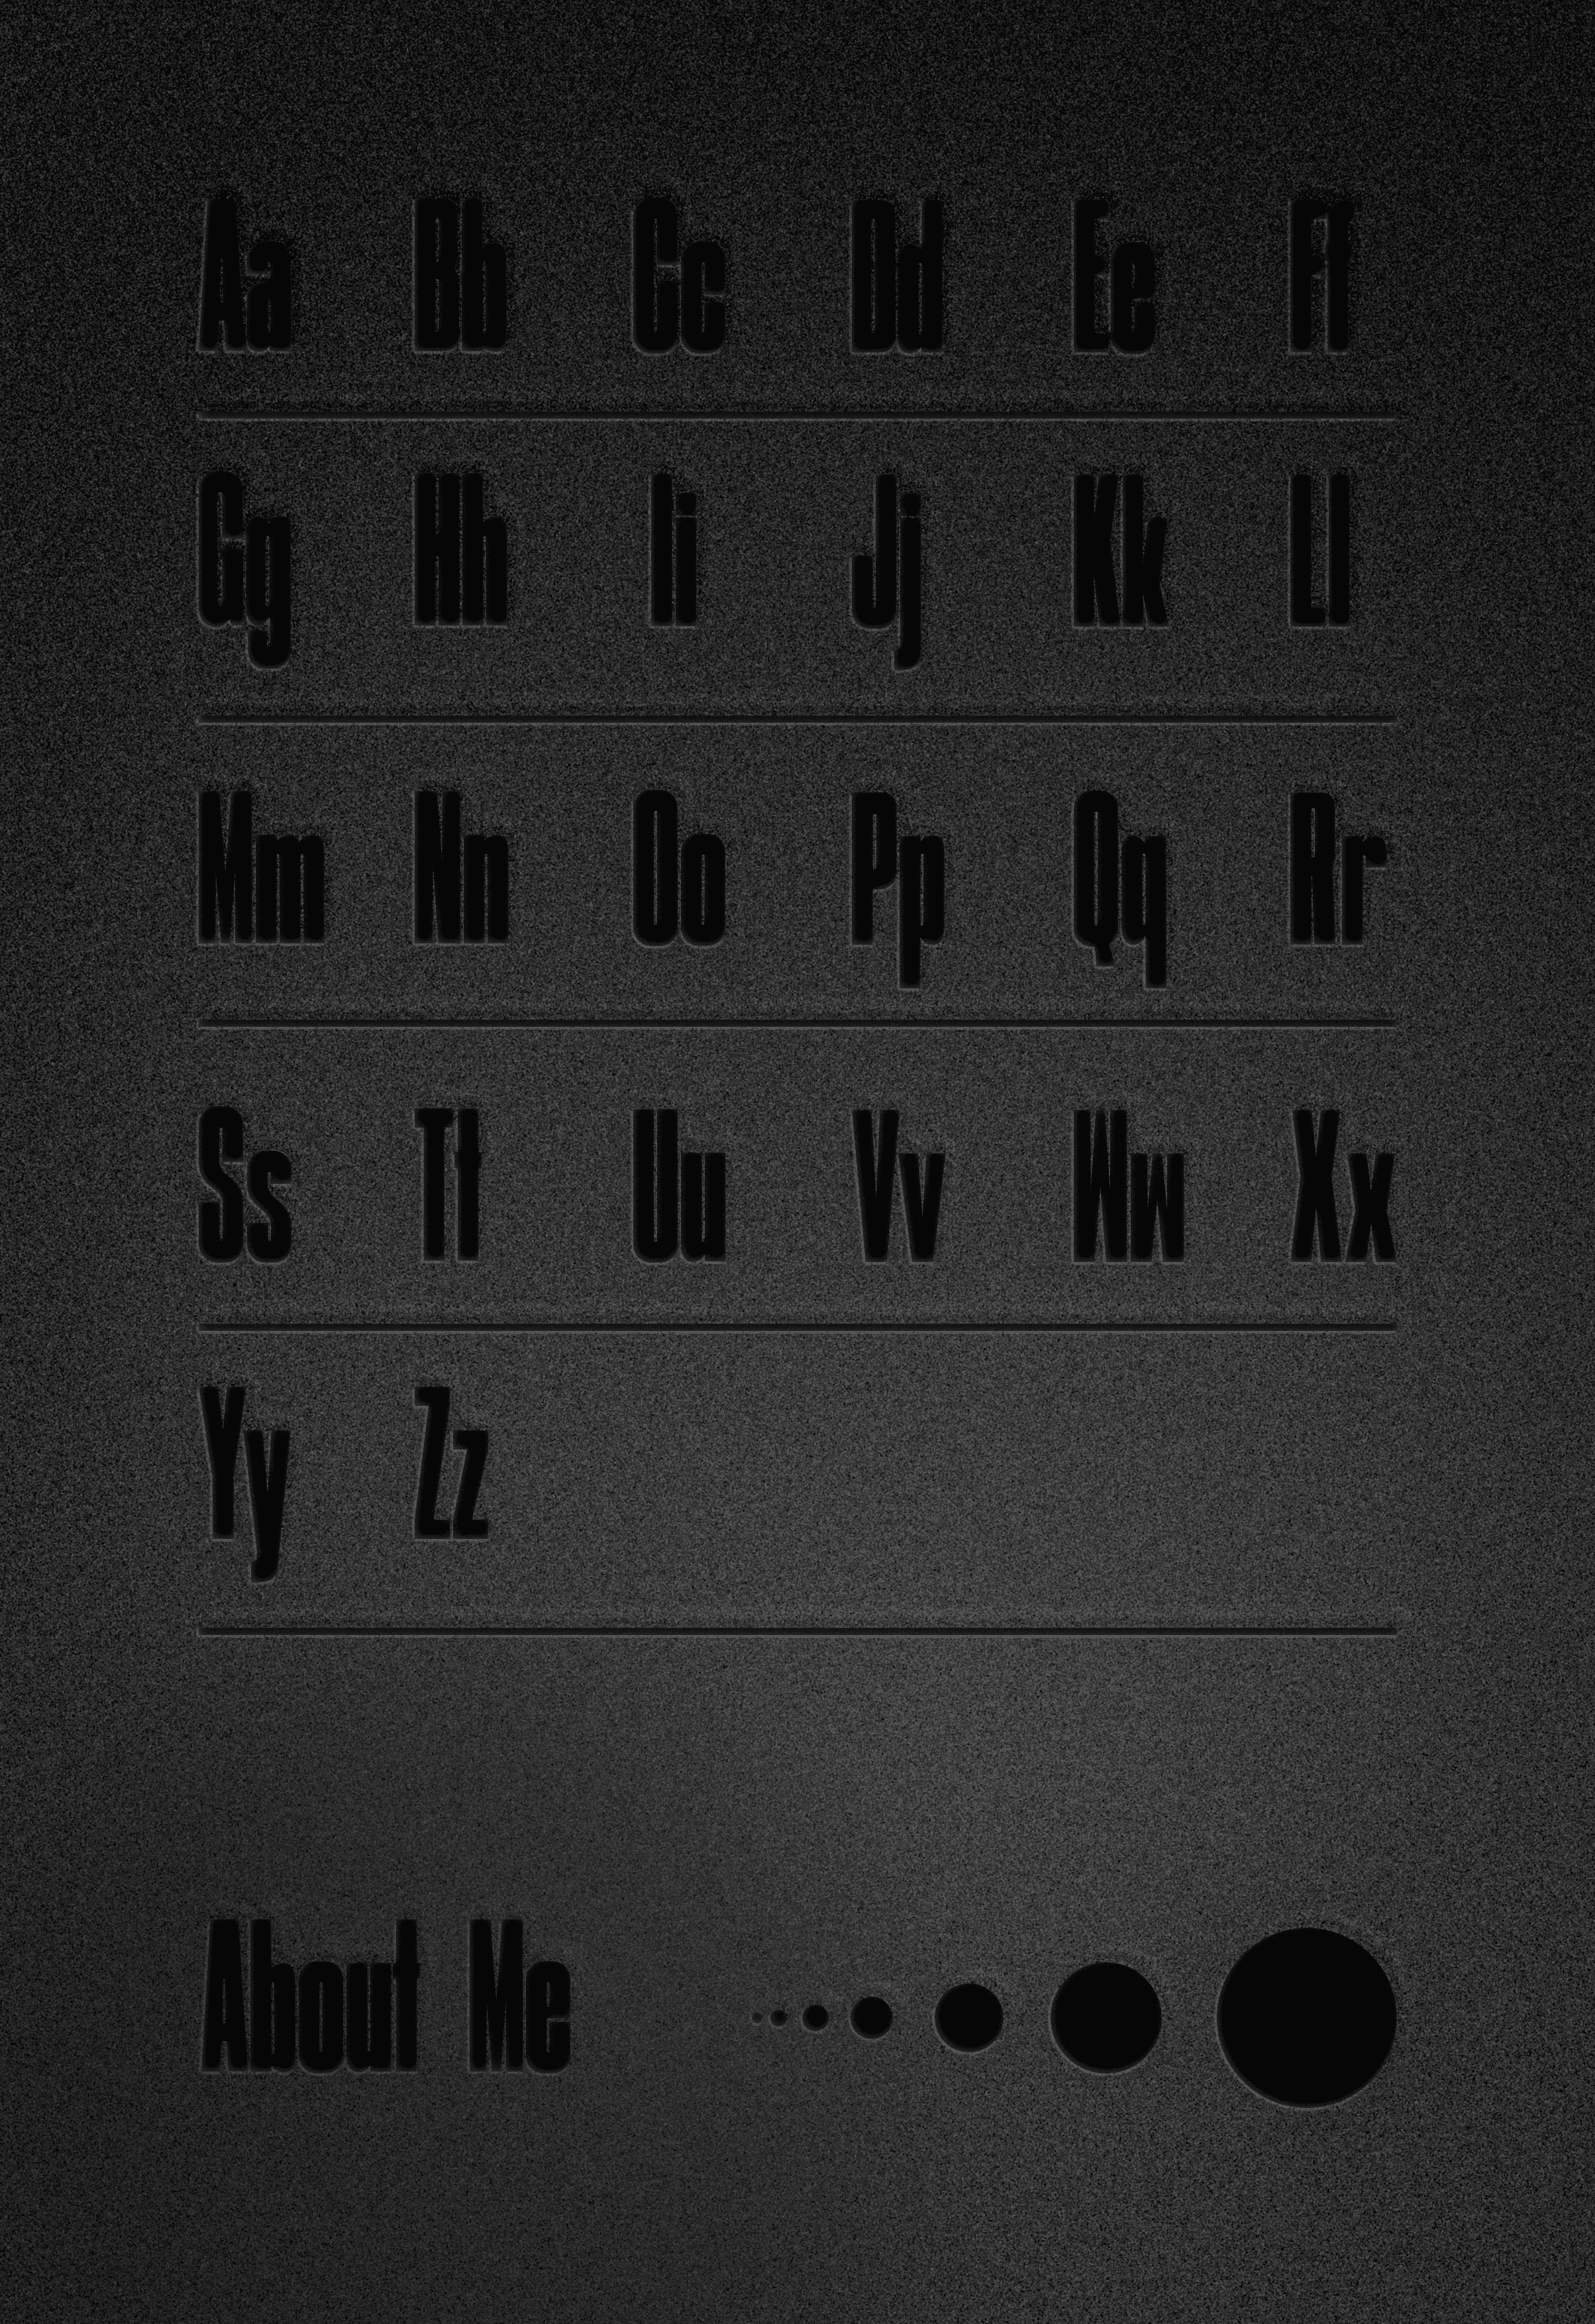 Aa Bb Cc Dd Ee Ff
Gg Hh Ii Jj Kk Ll
Mm Nn Oo Pp Qq Rr
Ss Tt Uu Vv Ww Xx
Yy Zz
About Me